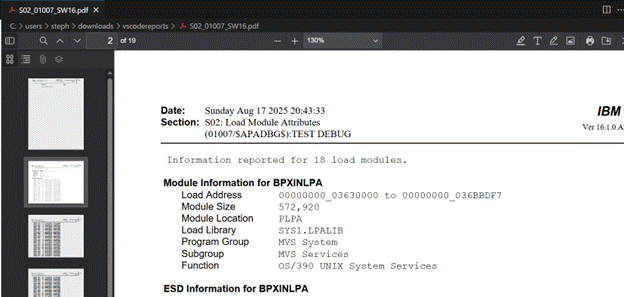 S02_01007_SW16.pdf
C: > users > steph > downloads > vscodereports > S02_01007_SW16.pdf
2 of 19
130%
Date: Sunday Aug 17 2025 20:43:33
IBM
Section: S02: Load Module Attributes
Ver 16.1.0 A
(01007/$APADBG$):TEST DEBUG
Information reported for 18 load modules.
Module Information for BPXINLPA
Load Address 00000000_03630000 to 00000000_036BBDF7
Module Size 572,920
Module Location PLPA
Load Library SYS1.LPALIB
Program Group MVS System
Subgroup MVS Services
Function OS/390 UNIX System Services
ESD Information for BPXINLPA